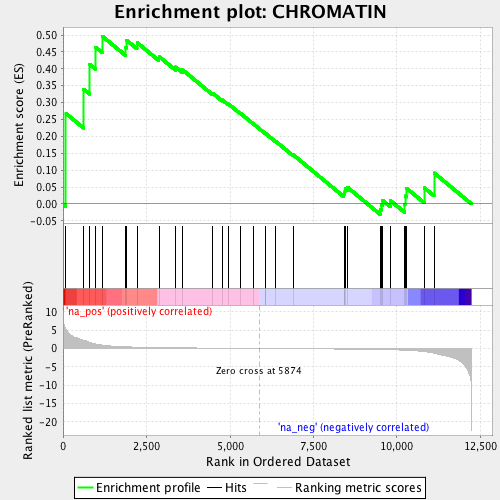 Enrichment plot: CHROMATIN
Enrichment score (ES)
0.50
0.45
0.40
0.35
0.30
0.25
0.20
0.15
0.10
0.05
0.00
-0.05
'na_pos' (positively correlated)
Ranked list metric (PreRanked)
10
5
0
-5
-10
-15
-20
Zero cross at 5874
'na_neg' (negatively correlated)
0
2,500
5,000
7,500
10,000
12,500
Rank in Ordered Dataset
Enrichment profile
Hits
Ranking metric scores